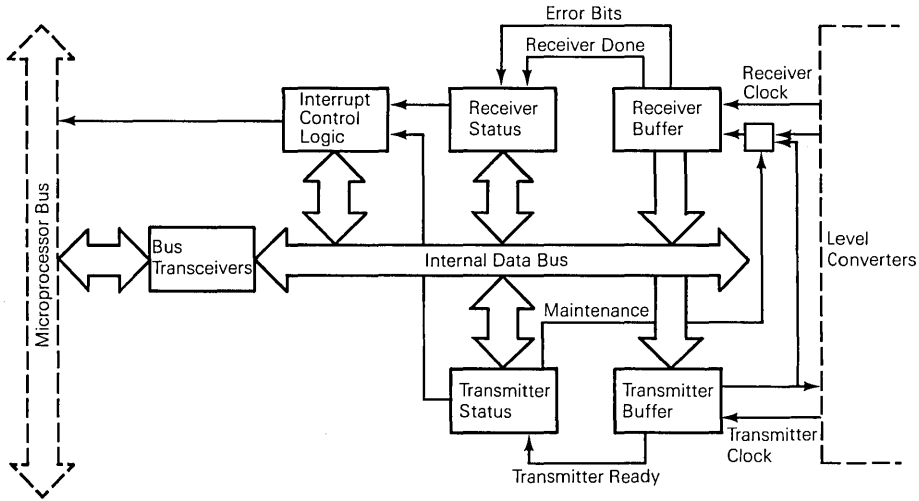 Error Bits
Receiver Done
Receiver
Clock
Interrupt
Control
Logic
Receiver
Status
Receiver
Buffer
Microprocessor Bus
Bus
Transceivers
Internal Data Bus
Level
Converters
Maintenance
Transmitter
Status
Transmitter
Buffer
Transmitter
Clock
Transmitter Ready